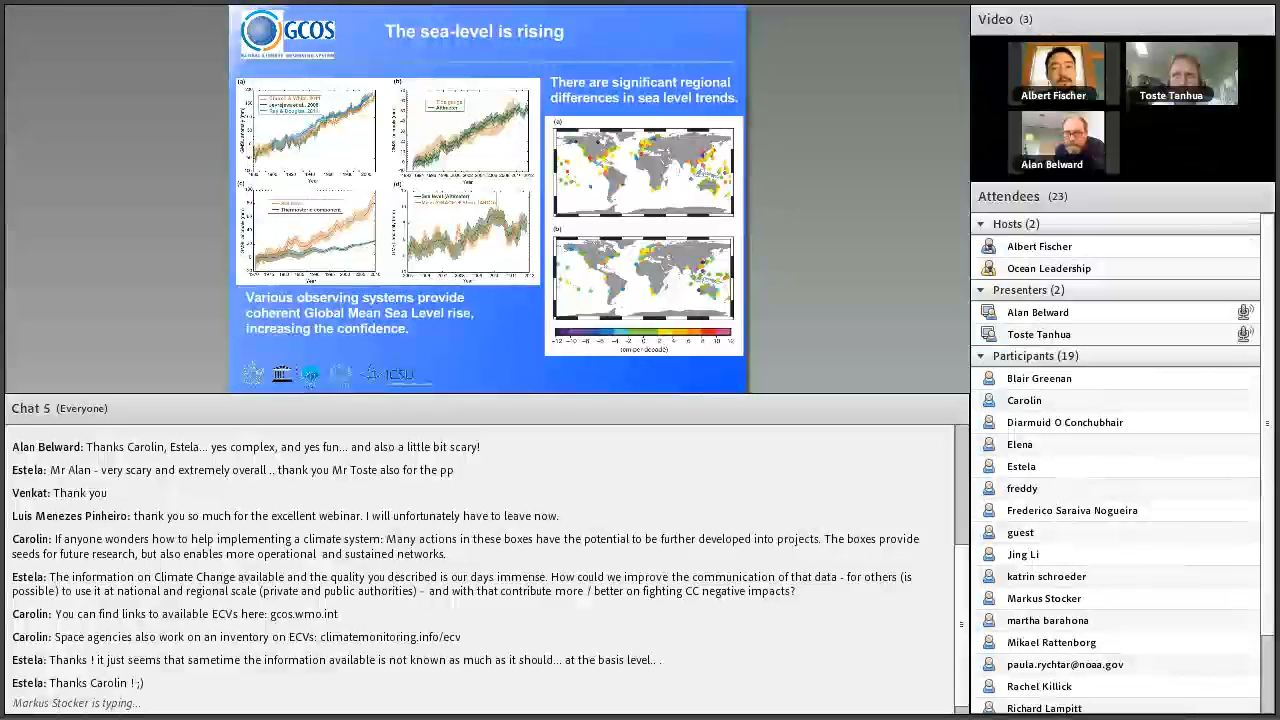 GCOS
GLOBAL CLIMATE OBSERVING SYSTEM
The sea-level is rising
There are significant regional
differences in sea level trends.
(a)
(b)
Year
Year
(d)
Year
Year
(a)
(b)
(cm per decade)
Various observing systems provide
coherent Global Mean Sea Level rise,
increasing the confidence.
ICSU
Video (3)
Albert Fischer
Toste Tanhua
Alan Belward
Attendees (23)
Hosts (2)
Albert Fischer
Ocean Leadership
Presenters (2)
Alan Belward
Toste Tanhua
Participants (19)
Blair Greenan
Carolin
Diarmuid O Conchubhair
Elena
Estela
freddy
Frederico Saraiva Nogueira
guest
Jing Li
katrin schroeder
Markus Stocker
martha barahona
Mikael Rattenborg
paula.rychtar@noaa.gov
Rachel Killick
Richard Lampitt
Chat 5 (Everyone)
Alan Belward: Thanks Carolin, Estela... yes complex, and yes fun... and also a little bit scary!
Estela: Mr Alan - very scary and extremely overall .. thank you Mr Toste also for the pp
Venkat: Thank you
Luis Menezes Pinheiro: thank you so much for the excellent webinar. I will unfortunately have to leave now.
Carolin: If anyone wonders how to help implementing a climate system: Many actions in these boxes have the potential to be further developed into projects. The boxes provide
seeds for future research, but also enables more operational and sustained networks.
Estela: The information on Climate Change available and the quality you described is our days immense. How could we improve the communication of that data - for others (is
possible) to use it at national and regional scale (private and public authorities) - and with that contribute more / better on fighting CC negative impacts?
Carolin: You can find links to available ECVs here: gcos.wmo.int
Carolin: Space agencies also work on an inventory on ECVs: climatemonitoring.info/ecv
Estela: Thanks ! it just seems that sametime the information available is not known as much as it should... at the basis level.. .
Estela: Thanks Carolin ! ;)
Markus Stocker is typing...